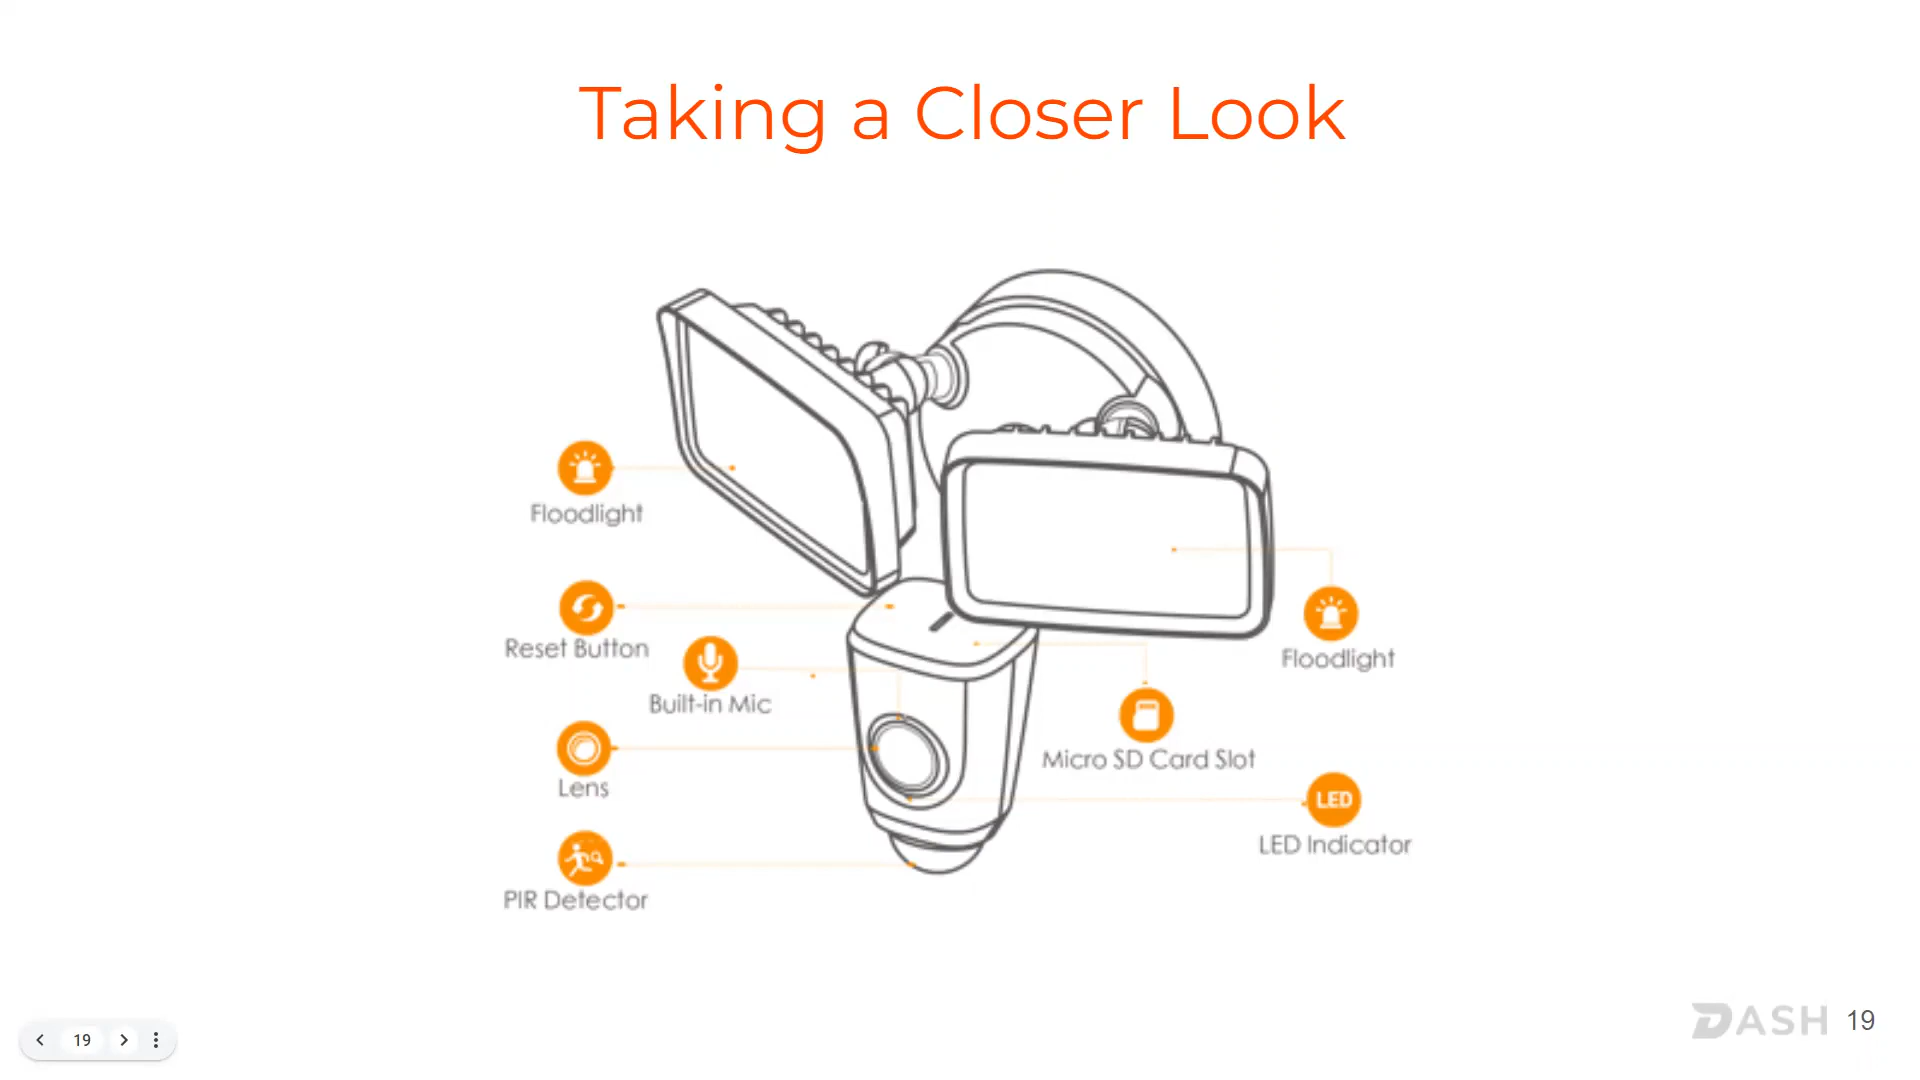 Taking a Closer Look
Floodlight
Reset Button
Built-in Mic
Lens
PIR Detector
Floodlight
Micro SD Card Slot
LED
LED Indicator
19
DASH 19